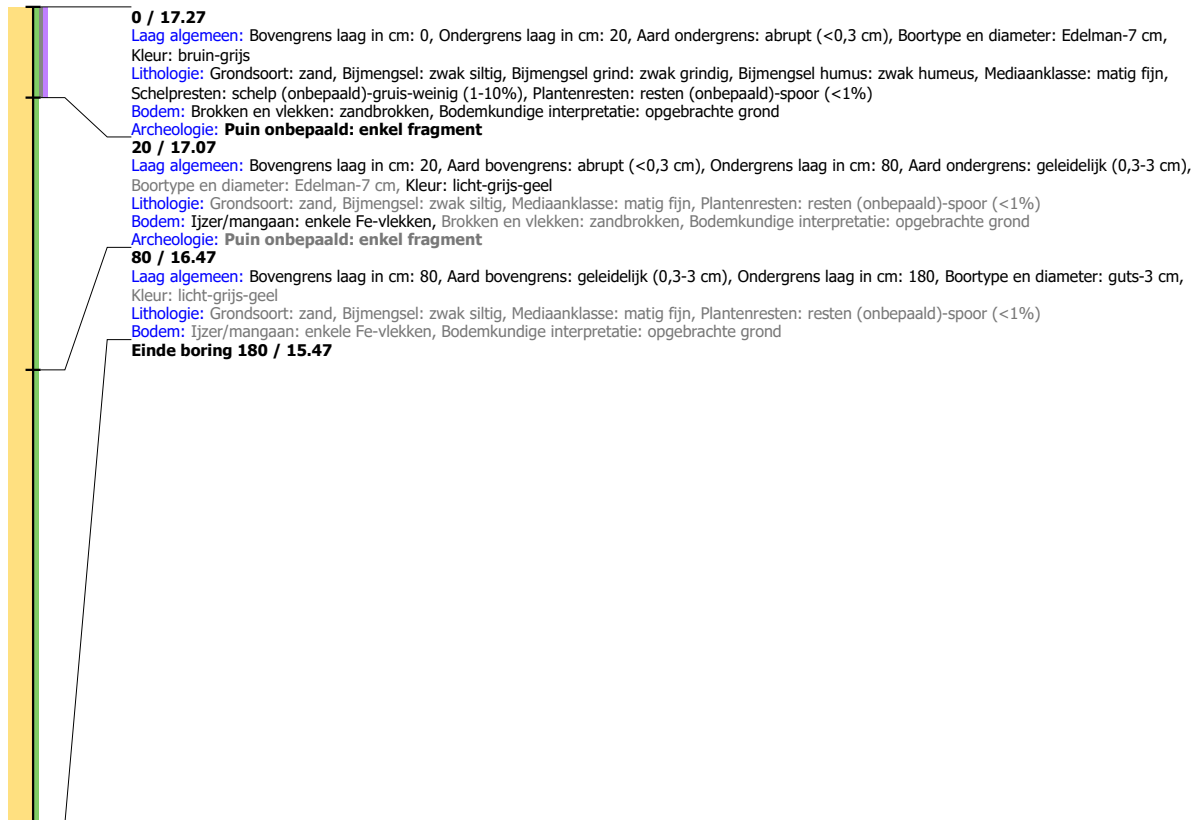 0 / 17.27
Laag algemeen: Bovengrens laag in cm: 0, Ondergrens laag in cm: 20, Aard ondergrens: abrupt (<0,3 cm), Boortype en diameter: Edelman-7 cm,
Kleur: bruin-grijs
Lithologie: Grondsoort: zand, Bijmengsel: zwak siltig, Bijmengsel grind: zwak grindig, Bijmengsel humus: zwak humeus, Mediaanklasse: matig fijn,
Schelpresten: schelp (onbepaald)-gruis-weinig (1-10%), Plantenresten: resten (onbepaald)-spoor (<1%)
Bodem: Brokken en vlekken: zandbrokken, Bodemkundige interpretatie: opgebrachte grond
Archeologie: Puin onbepaald: enkel fragment
20 / 17.07
Laag algemeen: Bovengrens laag in cm: 20, Aard bovengrens: abrupt (<0,3 cm), Ondergrens laag in cm: 80, Aard ondergrens: geleidelijk (0,3-3 cm),
Boortype en diameter: Edelman-7 cm, Kleur: licht-grijs-geel
Lithologie: Grondsoort: zand, Bijmengsel: zwak siltig, Mediaanklasse: matig fijn, Plantenresten: resten (onbepaald)-spoor (<1%)
Bodem: Ijzer/mangaan: enkele Fe-vlekken, Brokken en vlekken: zandbrokken, Bodemkundige interpretatie: opgebrachte grond
Archeologie: Puin onbepaald: enkel fragment
80 / 16.47
Laag algemeen: Bovengrens laag in cm: 80, Aard bovengrens: geleidelijk (0,3-3 cm), Ondergrens laag in cm: 180, Boortype en diameter: guts-3 cm,
Kleur: licht-grijs-geel
Lithologie: Grondsoort: zand, Bijmengsel: zwak siltig, Mediaanklasse: matig fijn, Plantenresten: resten (onbepaald)-spoor (<1%)
Bodem: Ijzer/mangaan: enkele Fe-vlekken, Bodemkundige interpretatie: opgebrachte grond
Einde boring 180 / 15.47